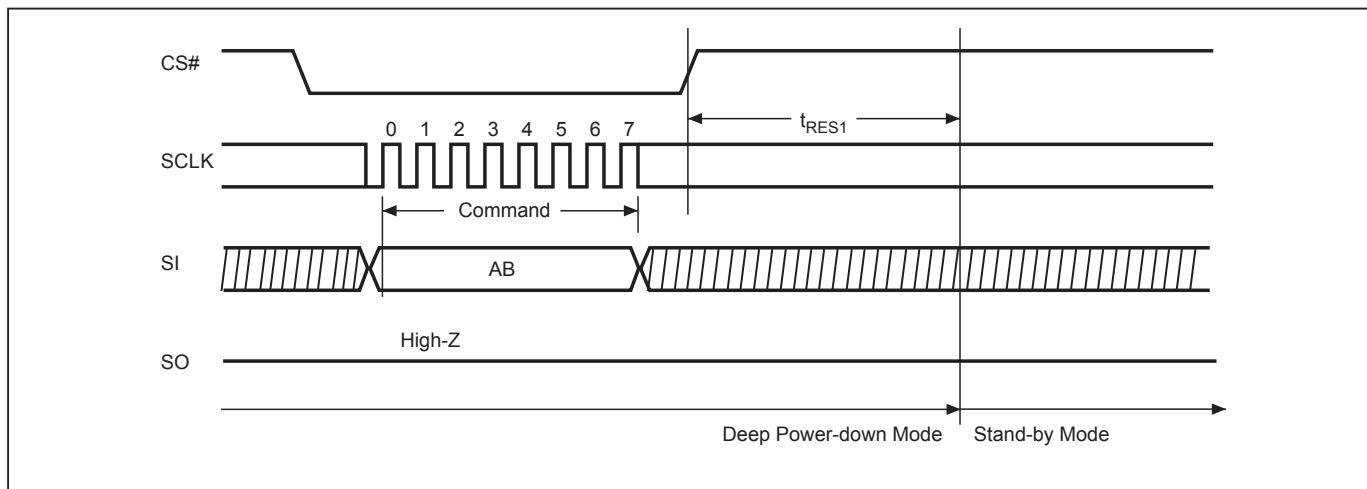 CS#
tRES1
0 1 2 3 4 5 6 7
SCLK
Command
SI
AB
High-Z
SO
Deep Power-down Mode Stand-by Mode